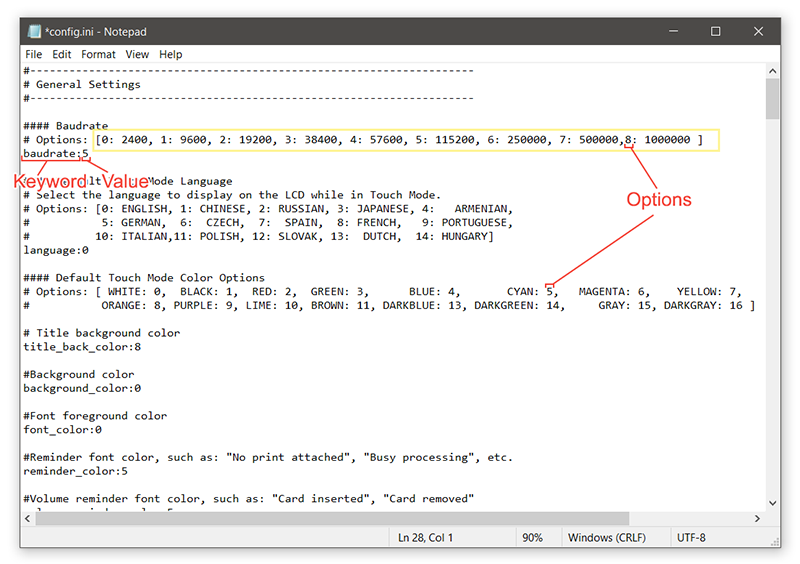 *config.ini - Notepad
File Edit Format View Help
#-----------------------------------------------------------------
# General Settings
#-----------------------------------------------------------------
#### Baudrate
# Options: [0: 2400, 1: 9600, 2: 19200, 3: 38400, 4: 57600, 5: 115200, 6: 250000, 7: 500000,8: 1000000 ]
baudrate:5
Keyword Value
Mode Language
# Select the language to display on the LCD while in Touch Mode.
# Options: [0: ENGLISH, 1: CHINESE, 2: RUSSIAN, 3: JAPANESE, 4: ARMENIAN,
Options
# 5: GERMAN, 6: CZECH, 7: SPAIN, 8: FRENCH, 9: PORTUGUESE,
# 10: ITALIAN,11: POLISH, 12: SLOVAK, 13: DUTCH, 14: HUNGARY]
language:0
#### Default Touch Mode Color Options
# Options: [ WHITE: 0, BLACK: 1, RED: 2, GREEN: 3, BLUE: 4, CYAN: 5, MAGENTA: 6, YELLOW: 7,
# ORANGE: 8, PURPLE: 9, LIME: 10, BROWN: 11, DARKBLUE: 13, DARKGREEN: 14, GRAY: 15, DARKGRAY: 16 ]
# Title background color
title_back_color:8
#Background color
background_color:0
#Font foreground color
font_color:0
#Reminder font color, such as: "No print attached", "Busy processing", etc.
reminder_color:5
#Volume reminder font color, such as: "Card inserted", "Card removed"
Ln 28, Col 1 90% Windows (CRLF) UTF-8